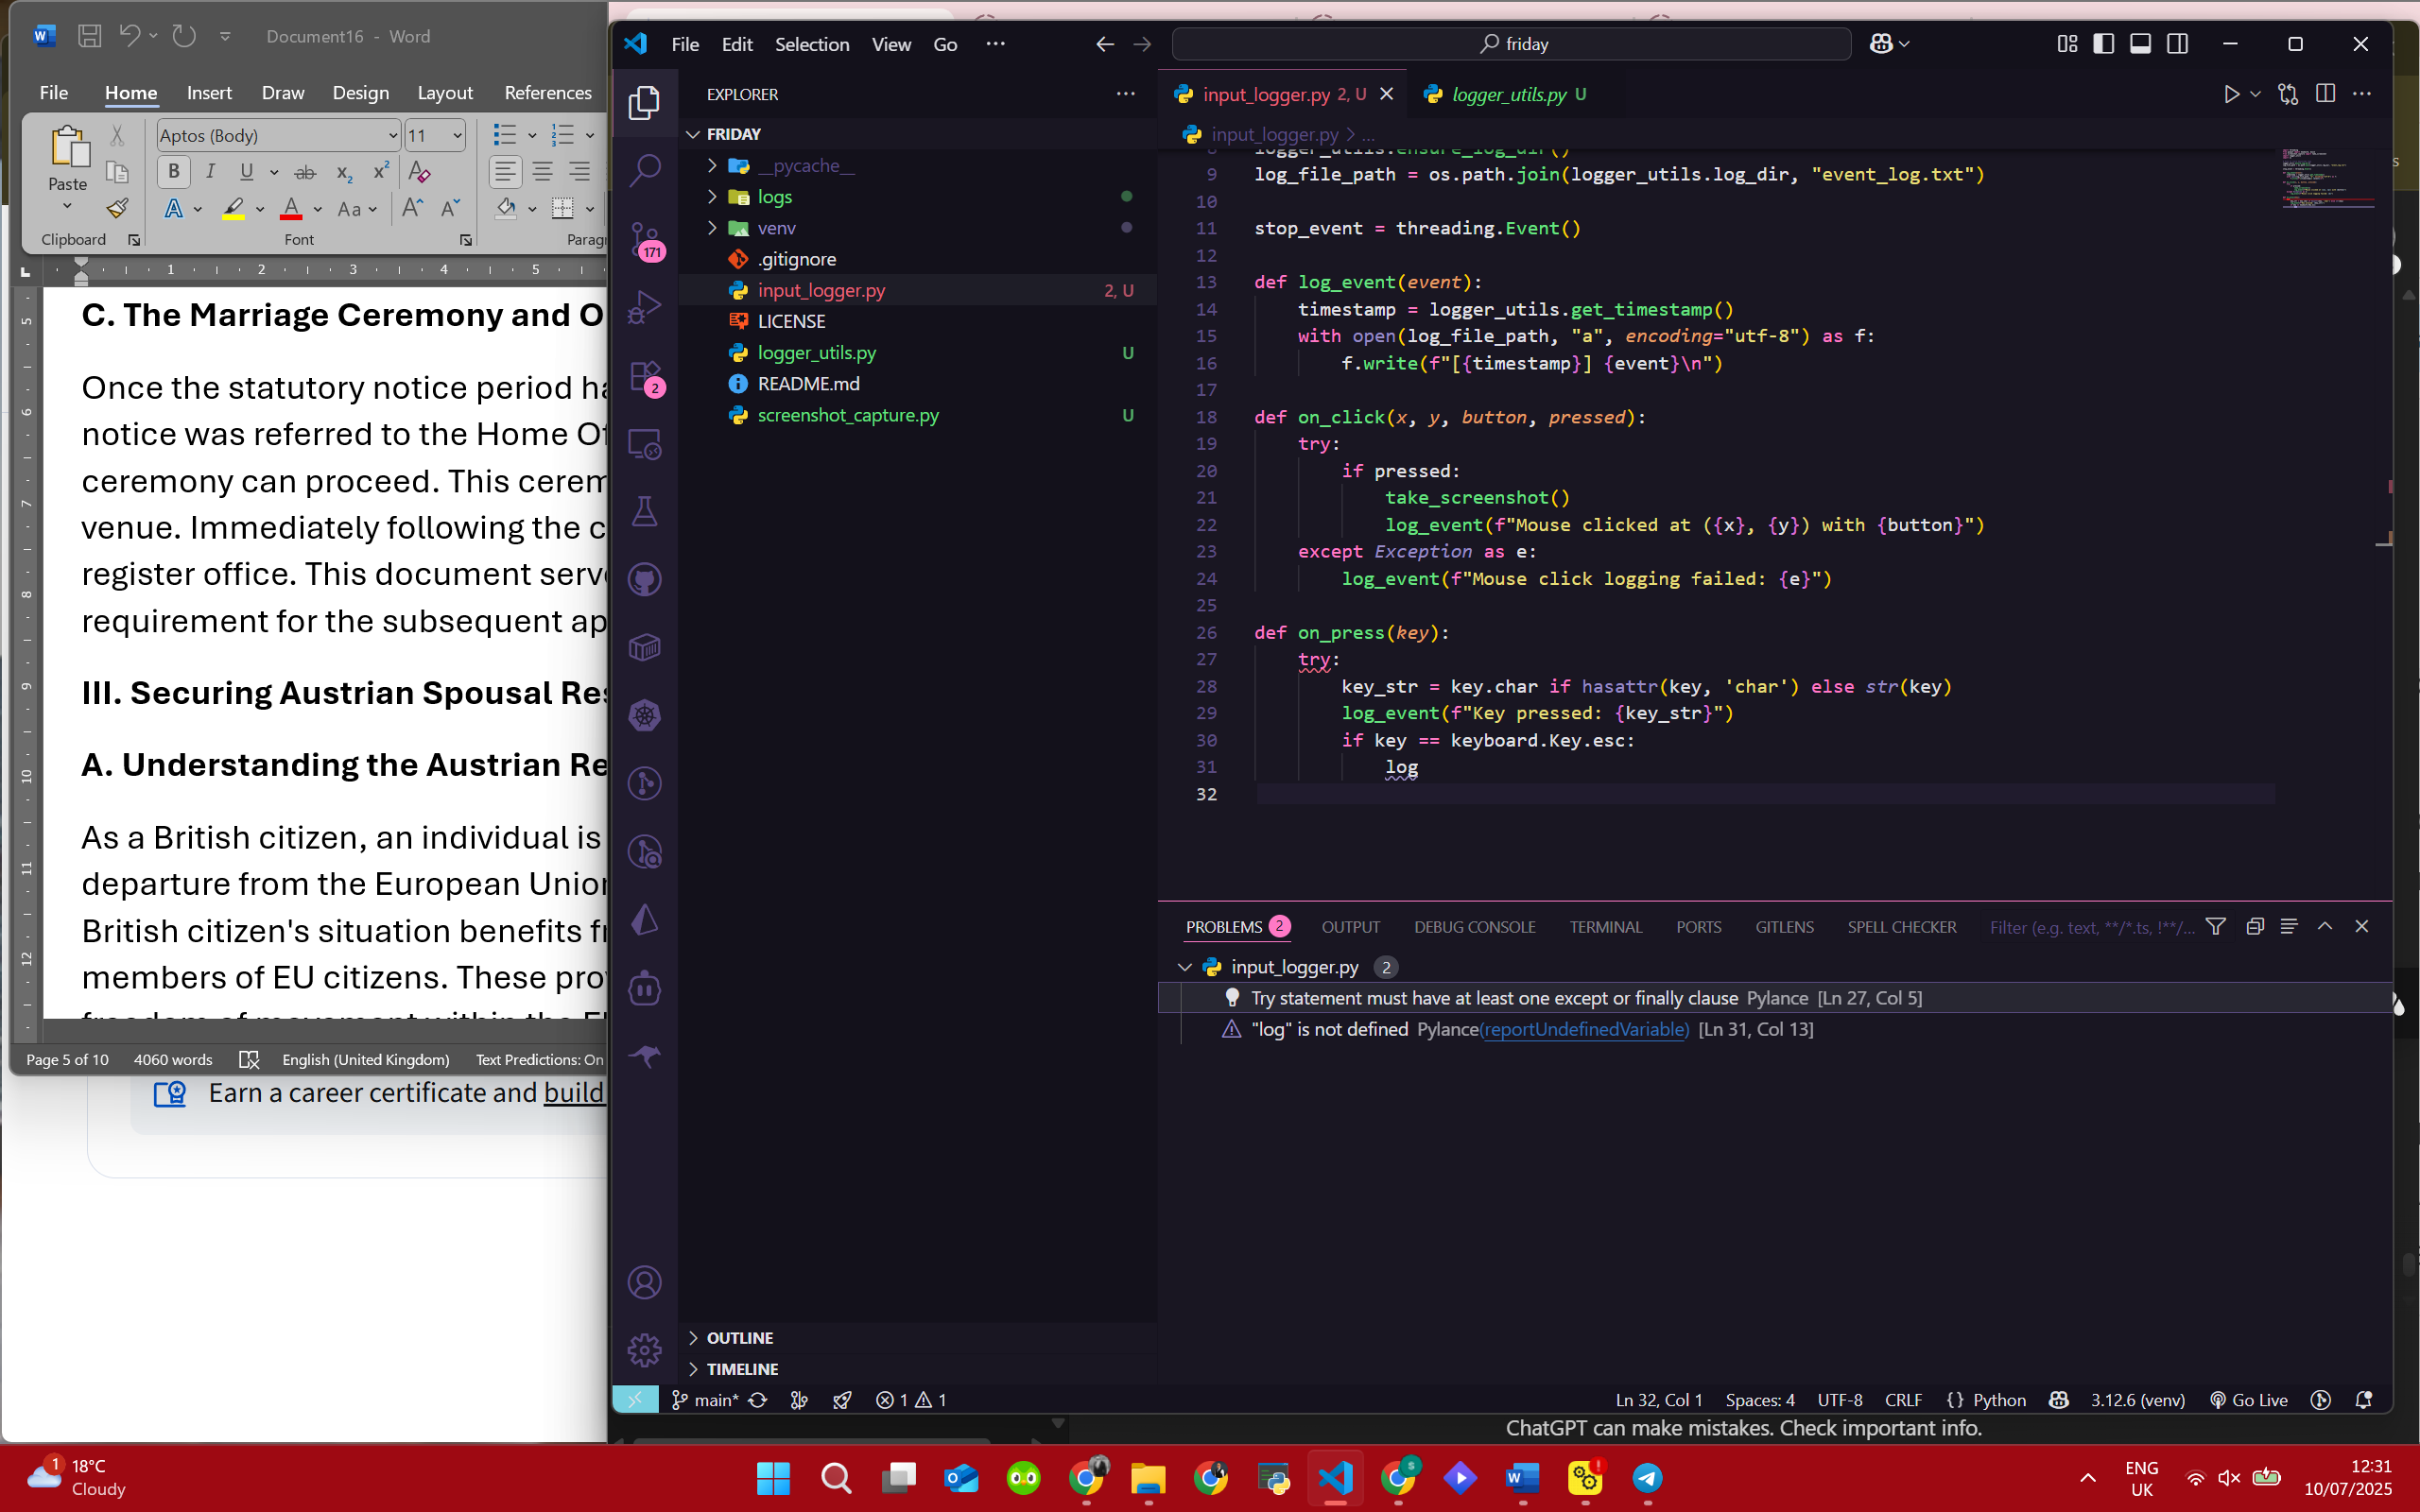 Document16 - Word
File Home Insert Draw Design Layout References
Paste
Aptos (Body) 11
Clipboard Font
C. The Marriage Ceremony and O
Once the statutory notice period ha
notice was referred to the Home Of
ceremony can proceed. This cerem
venue. Immediately following the c
register office. This document serv
requirement for the subsequent ap
III. Securing Austrian Spousal Res
A. Understanding the Austrian Re
As a British citizen, an individual is
departure from the European Union
British citizen's situation benefits fr
members of EU citizens. These pro
Page 5 of 10 4060 words English (United Kingdom) Text Predictions: On
Earn a career certificate and build
File Edit Selection View Go ··· friday
EXPLORER
FRIDAY
__pycache__
logs
venv
.gitignore
input_logger.py 2, U
LICENSE
logger_utils.py U
README.md
screenshot_capture.py U
OUTLINE
TIMELINE
171
2
input_logger.py 2, U logger_utils.py U
input_logger.py > ...
8 logger_utils.ensure_log_dir()
9 log_file_path = os.path.join(logger_utils.log_dir, "event_log.txt")
10
11 stop_event = threading.Event()
12
13 def log_event(event):
14 timestamp = logger_utils.get_timestamp()
15 with open(log_file_path, "a", encoding="utf-8") as f:
16 f.write(f"[{timestamp}] {event}\n")
17
18 def on_click(x, y, button, pressed):
19 try:
20 if pressed:
21 take_screenshot()
22 log_event(f"Mouse clicked at ({x}, {y}) with {button}")
23 except Exception as e:
24 log_event(f"Mouse click logging failed: {e}")
25
26 def on_press(key):
27 try:
28 key_str = key.char if hasattr(key, 'char') else str(key)
29 log_event(f"Key pressed: {key_str}")
30 if key == keyboard.Key.esc:
31 log
32
PROBLEMS 2 OUTPUT DEBUG CONSOLE TERMINAL PORTS GITLENS SPELL CHECKER Filter (e.g. text, **/*.ts, !**/...
input_logger.py 2
Try statement must have at least one except or finally clause Pylance [Ln 27, Col 5]
"log" is not defined Pylance(reportUndefinedVariable) [Ln 31, Col 13]
main* 1 1 Ln 32, Col 1 Spaces: 4 UTF-8 CRLF {} Python 3.12.6 (venv) Go Live
ChatGPT can make mistakes. Check important info.
1 18°C
Cloudy
ENG
UK
12:31
10/07/2025